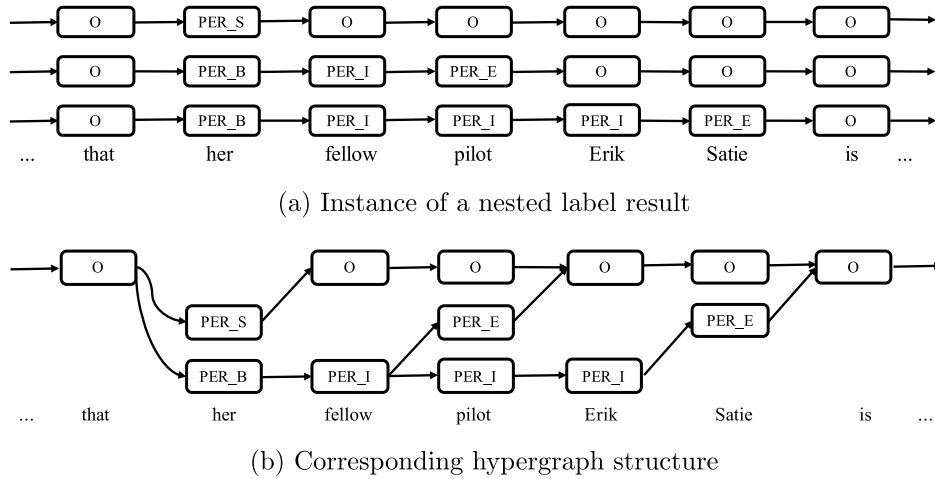 O PER_S O O O O O
O PER_B PER_I PER_E O O O
O PER_B PER_I PER_I PER_I PER_E O
... that her fellow pilot Erik Satie is ...
(a) Instance of a nested label result
O O O O O O
PER_S PER_E PER_E
PER_B PER_I PER_I PER_I
... that her fellow pilot Erik Satie is ...
(b) Corresponding hypergraph structure